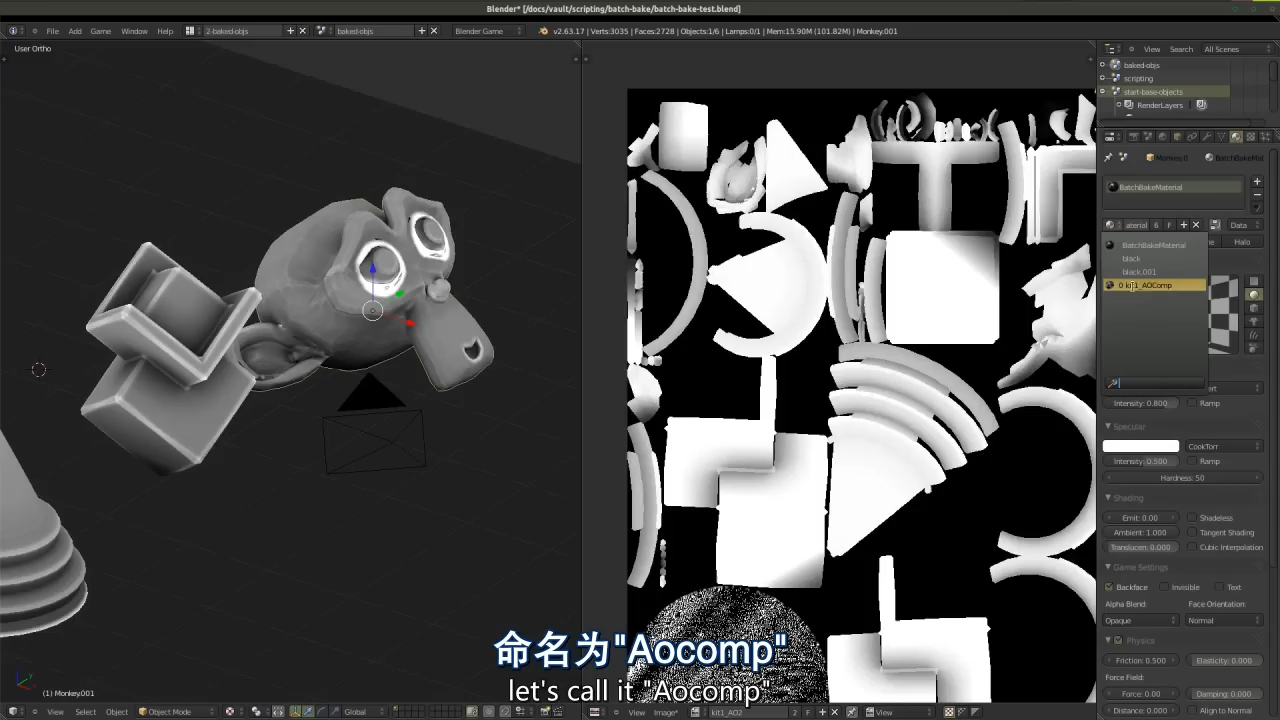 Blender* [/docs/vault/scripting/batch-bake/batch-bake-test.blend]
File Add Game Window Help 2-baked-objs baked-objs Blender Game v2.63.17 | Verts:3035 | Faces:2728 | Objects:1/6 | Lamps:0/1 | Mem:15.90M (101.82M) | Monkey.001
View Search All Scenes
User Ortho
baked-objs
scripting
start-base-objects
RenderLayers
Monkey.0 BatchBakeMat
BatchBakeMaterial
aterial 6 F Data
BatchBakeMaterial
Halo
black
black.001
0 kit1_AOComp
Intensity: 0.800 Ramp
Specular
CookTorr
Intensity: 0.500 Ramp
Hardness: 50
Shading
Emit: 0.00 Shadeless
Ambient: 1.000 Tangent Shading
Translucen: 0.000 Cubic Interpolation
Game Settings
Backface Invisible Text
Alpha Blend: Face Orientation:
Opaque Normal
Physics
Friction: 0.500 Elasticity: 0.000
Force Field:
Force: 0.00 Damping: 0.000
Distance: 0.000 Align to Normal
命名为"Aocomp"
let's call it "Aocomp"
(1) Monkey.001
View Select Object Object Mode Global
View Image* kit1_AO2 2 F View